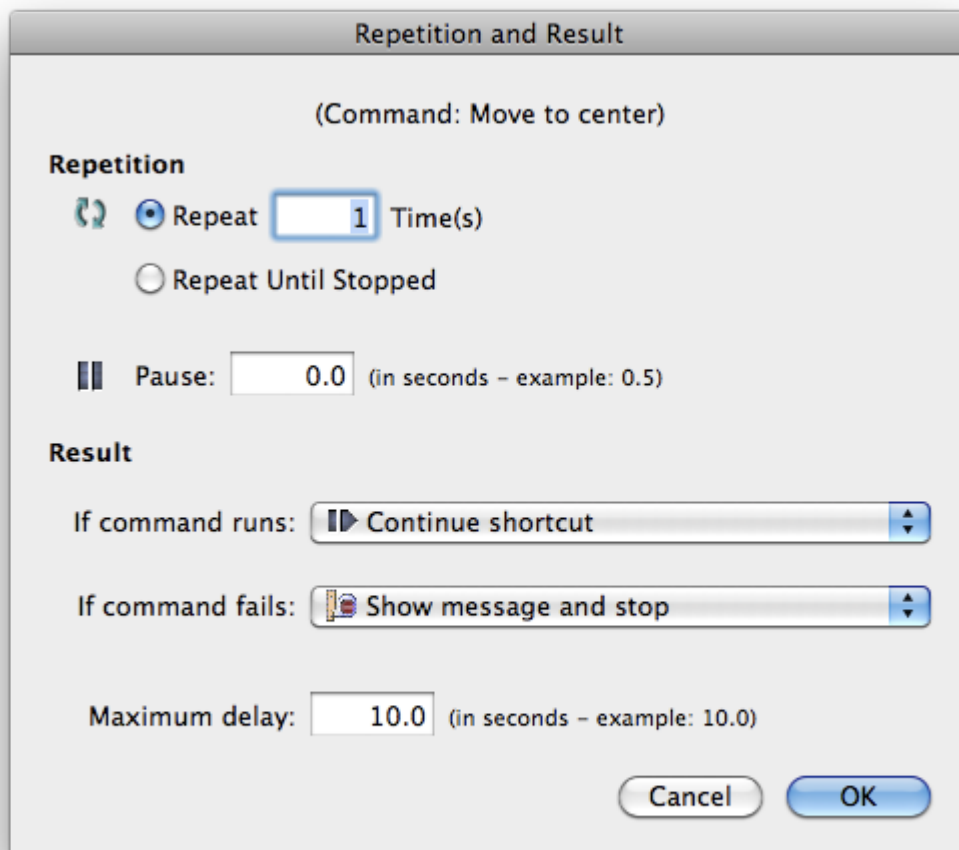 Repetition and Result
(Command: Move to center)
Repetition
Repeat 1 Time(s)
Repeat Until Stopped
Pause: 0.0 (in seconds – example: 0.5)
Result
If command runs: Continue shortcut
If command fails: Show message and stop
Maximum delay: 10.0 (in seconds – example: 10.0)
Cancel OK